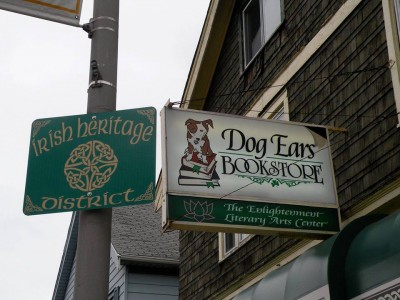 Irish Heritage
District
Dog Ears
Bookstore
The Enlightenment
Literary Arts Center